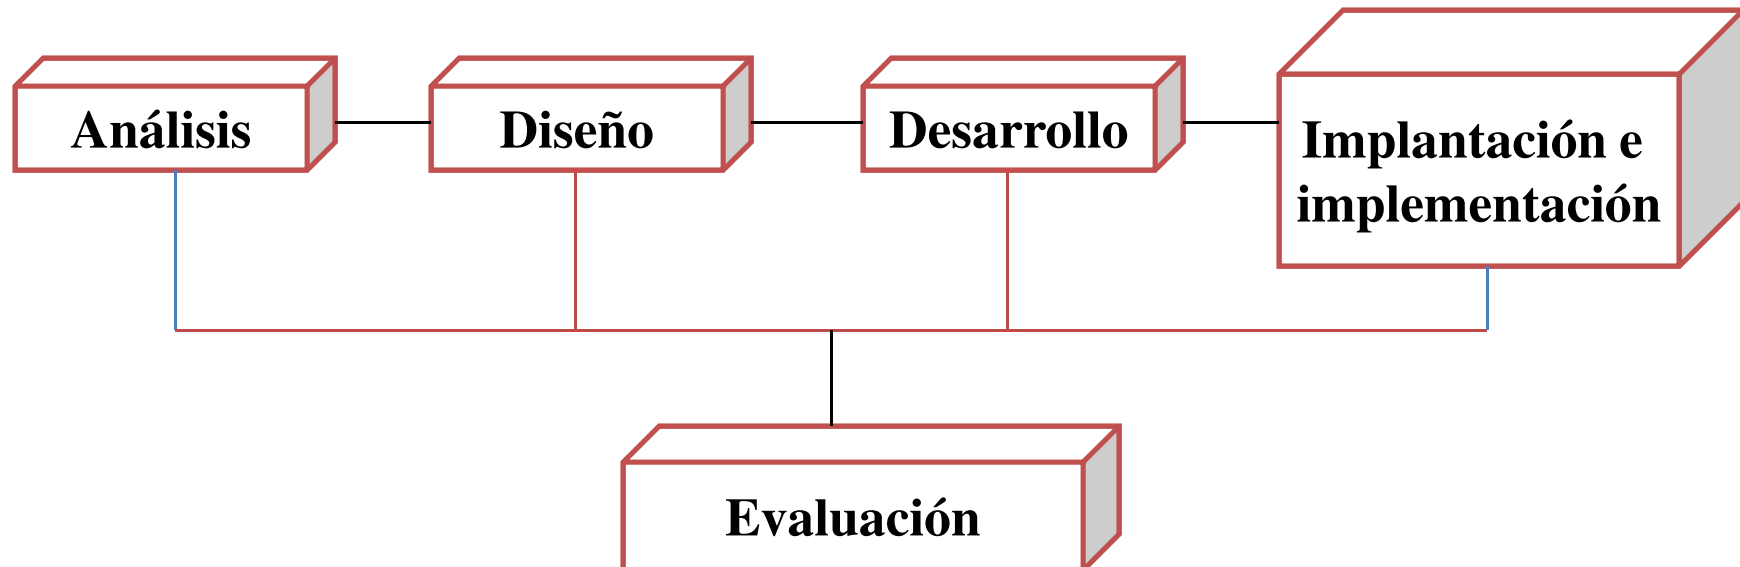 Análisis
Diseño
Desarrollo
Implantación e
implementación
Evaluación